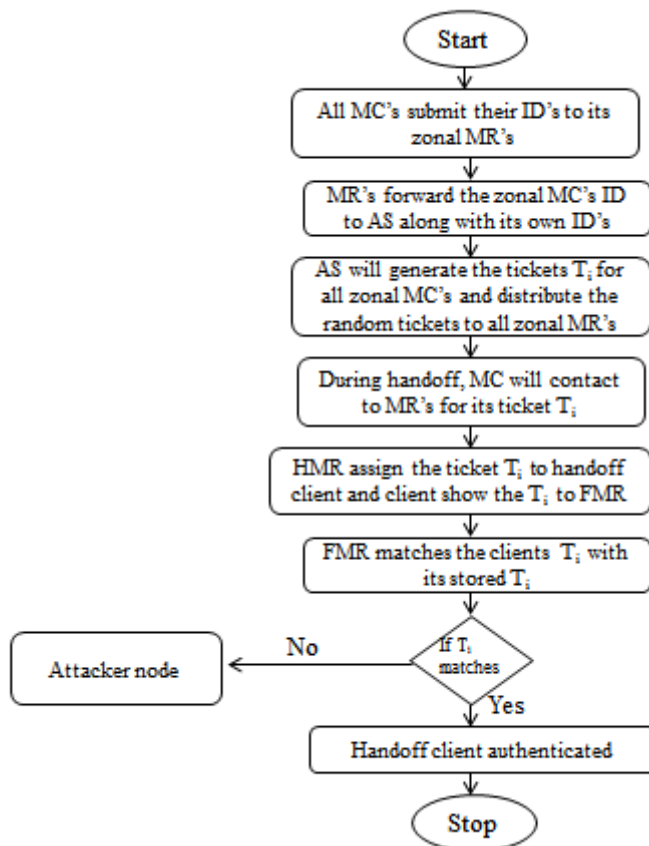 Start
All MC's submit their ID's to its
zonal MR's
MR's forward the zonal MC's ID
to AS along with its own ID's
AS will generate the tickets Tᵢ for
all zonal MC's and distribute the
random tickets to all zonal MR's
During handoff, MC will contact
to MR's for its ticket Tᵢ
HMR assign the ticket Tᵢ to handoff
client and client show the Tᵢ to FMR
FMR matches the clients Tᵢ with
its stored Tᵢ
If Tᵢ
matches
No
Attacker node
Yes
Handoff client authenticated
Stop